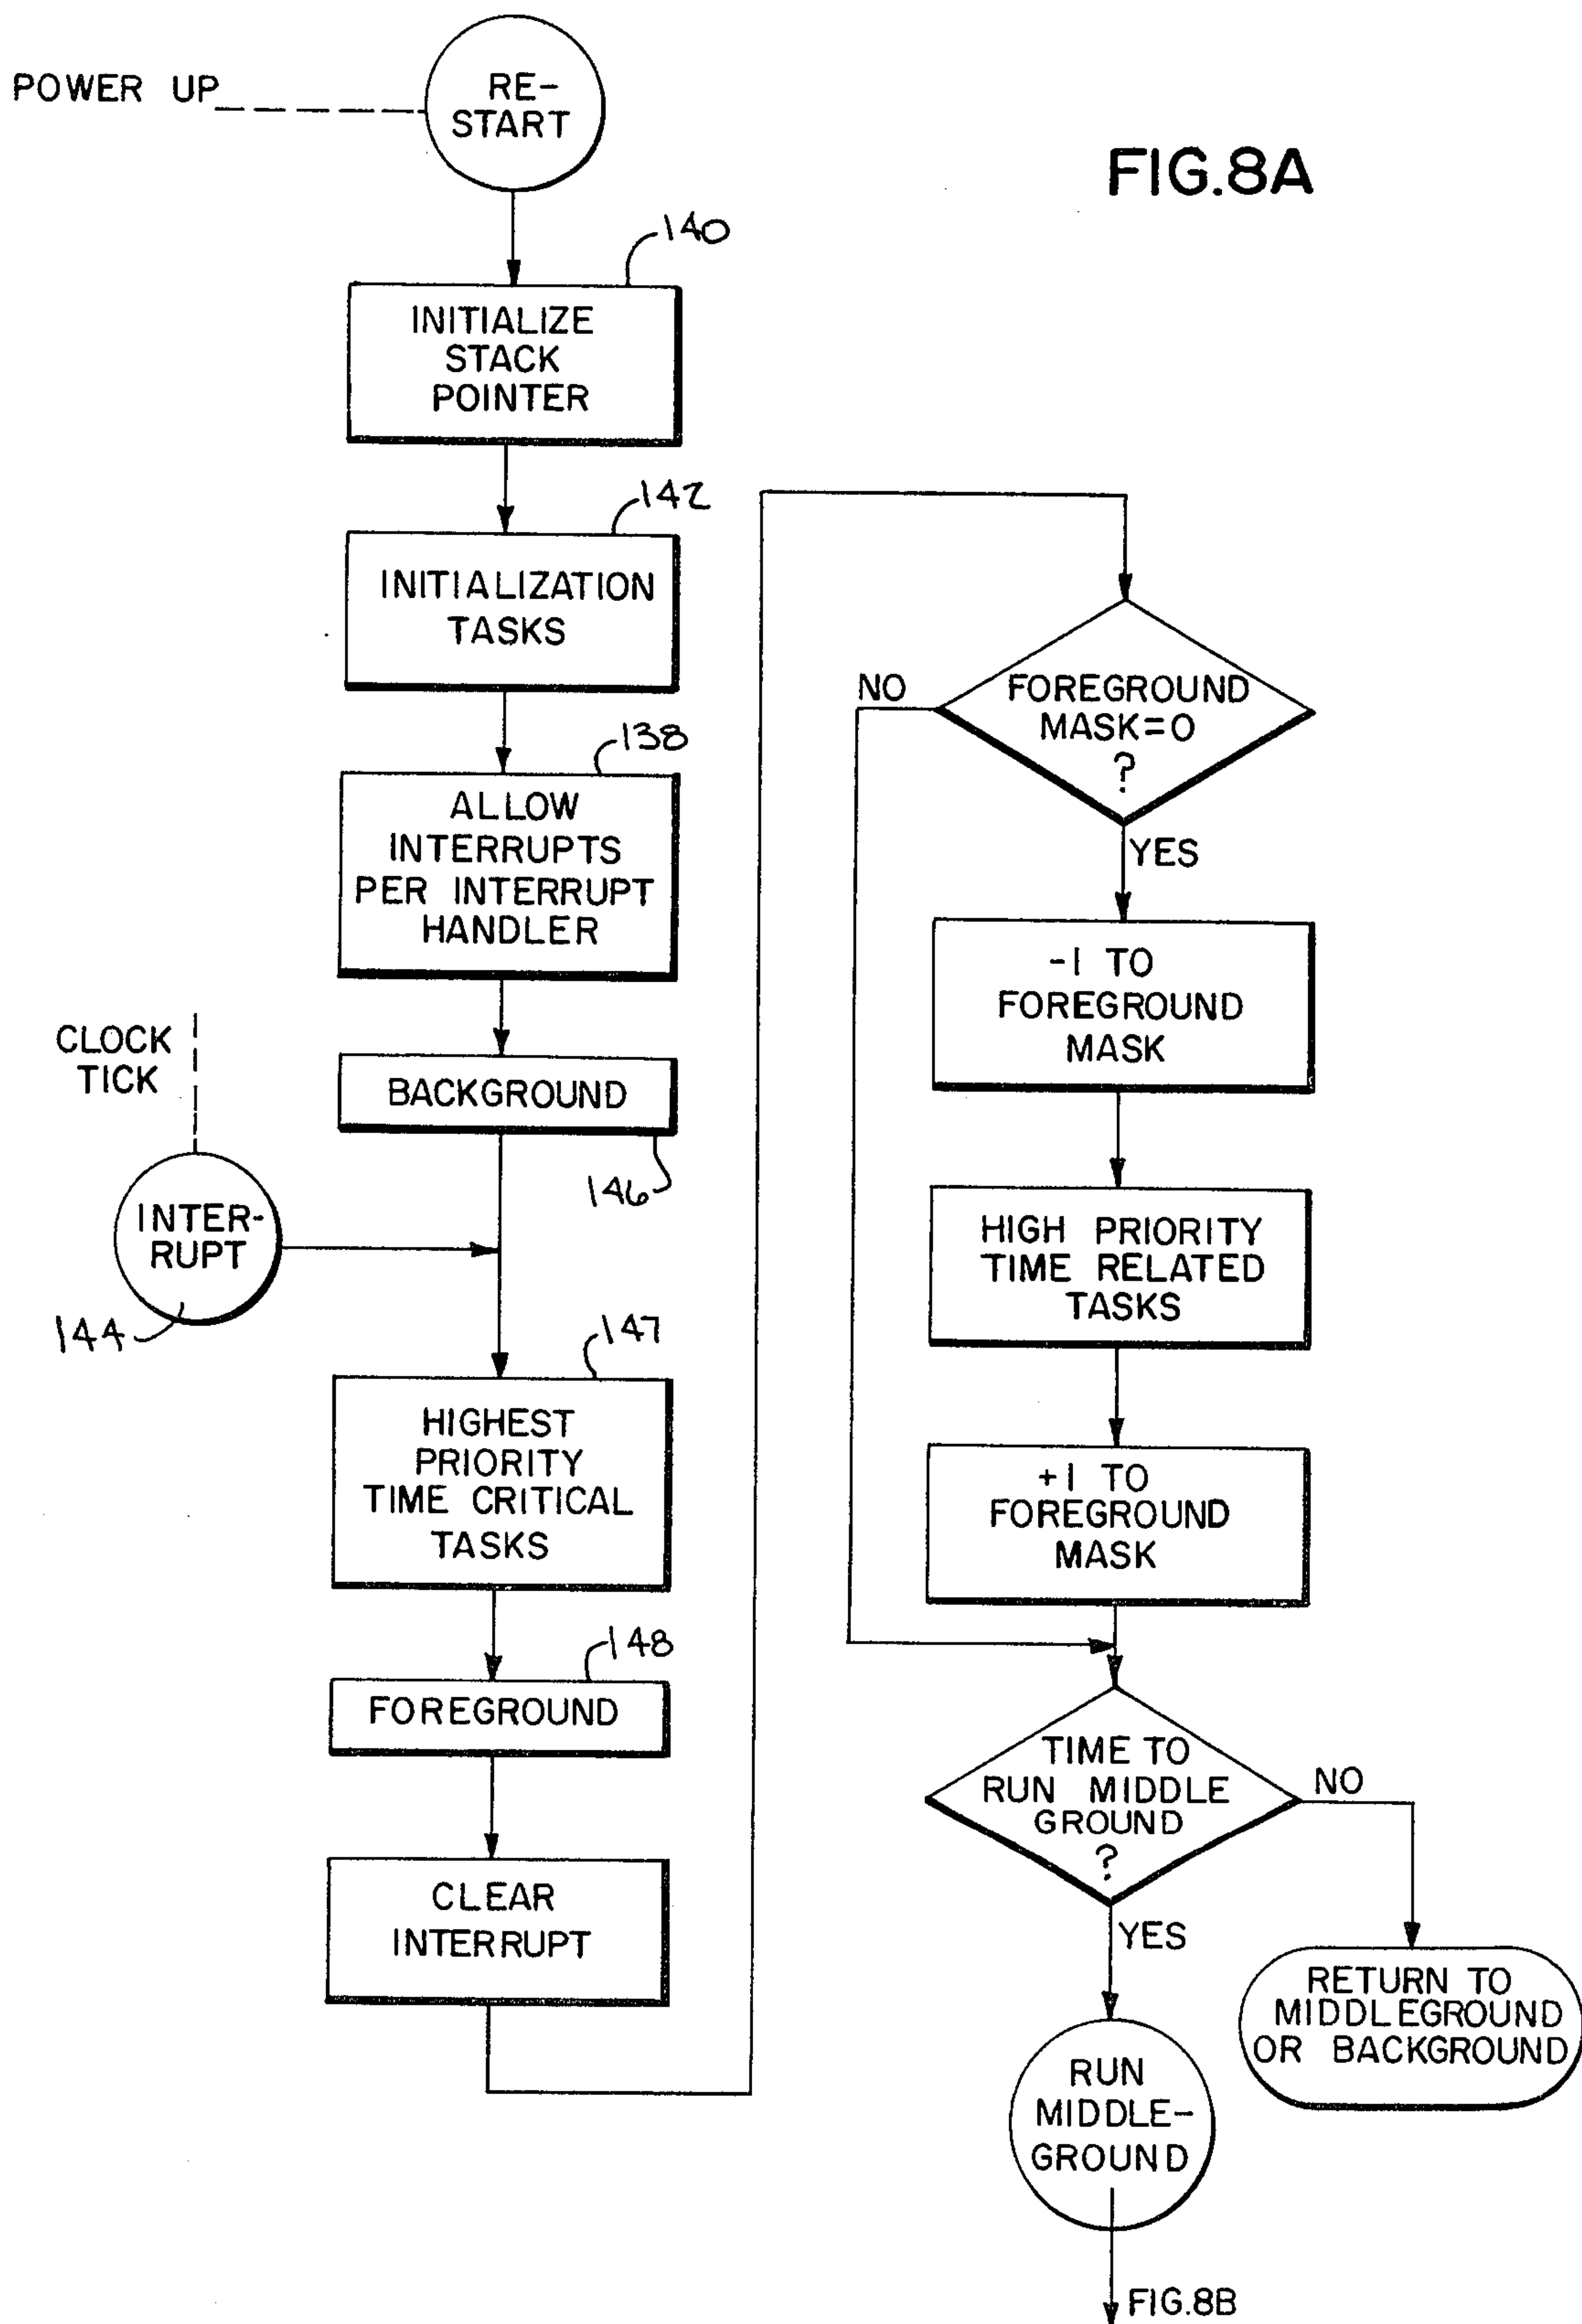 POWER UP
RE-
START
FIG.8A
140
INITIALIZE
STACK
POINTER
142
INITIALIZATION
TASKS
138
ALLOW
INTERRUPTS
PER INTERRUPT
HANDLER
CLOCK
TICK
BACKGROUND
146
INTER-
RUPT
144
147
HIGHEST
PRIORITY
TIME CRITICAL
TASKS
148
FOREGROUND
CLEAR
INTERRUPT
FOREGROUND
MASK=0
?
NO
YES
-1 TO
FOREGROUND
MASK
HIGH PRIORITY
TIME RELATED
TASKS
+1 TO
FOREGROUND
MASK
TIME TO
RUN MIDDLE
GROUND
?
NO
YES
RETURN TO
MIDDLEGROUND
OR BACKGROUND
RUN
MIDDLE-
GROUND
FIG.8B